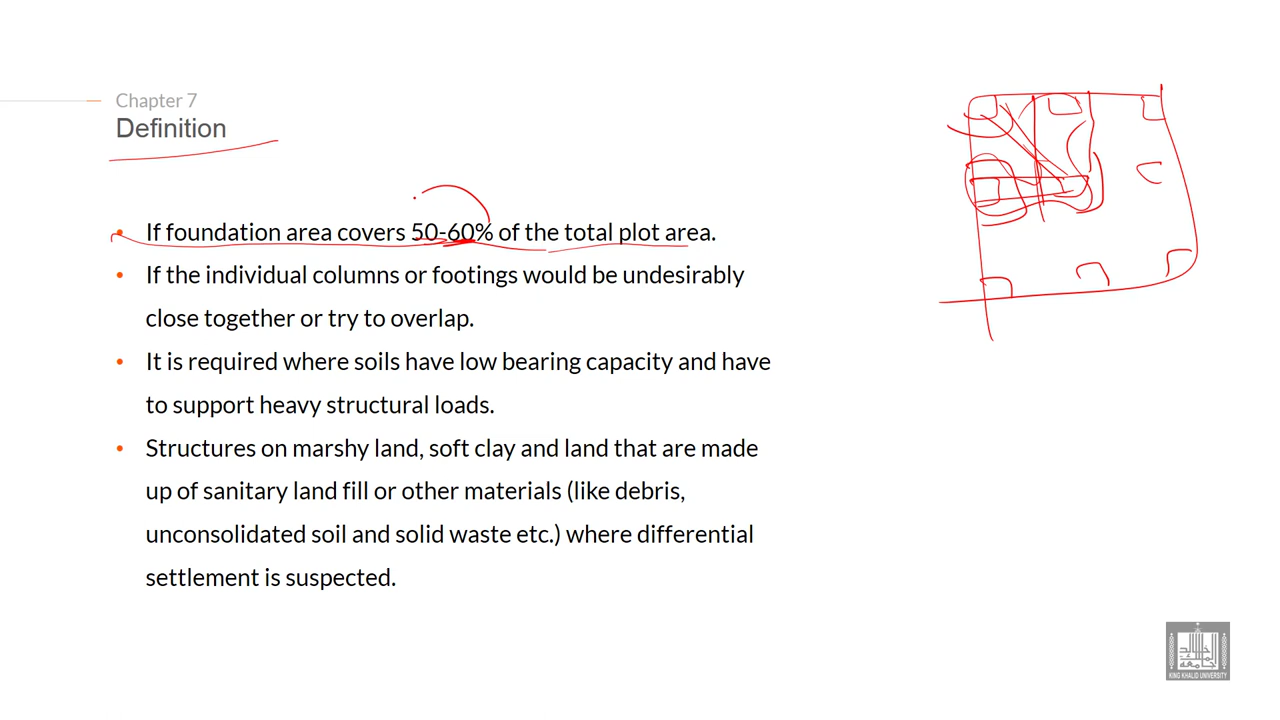 Chapter 7
Definition
• If foundation area covers 50-60% of the total plot area.
• If the individual columns or footings would be undesirably
close together or try to overlap.
• It is required where soils have low bearing capacity and have
to support heavy structural loads.
• Structures on marshy land, soft clay and land that are made
up of sanitary land fill or other materials (like debris,
unconsolidated soil and solid waste etc.) where differential
settlement is suspected.
KING KHALID UNIVERSITY